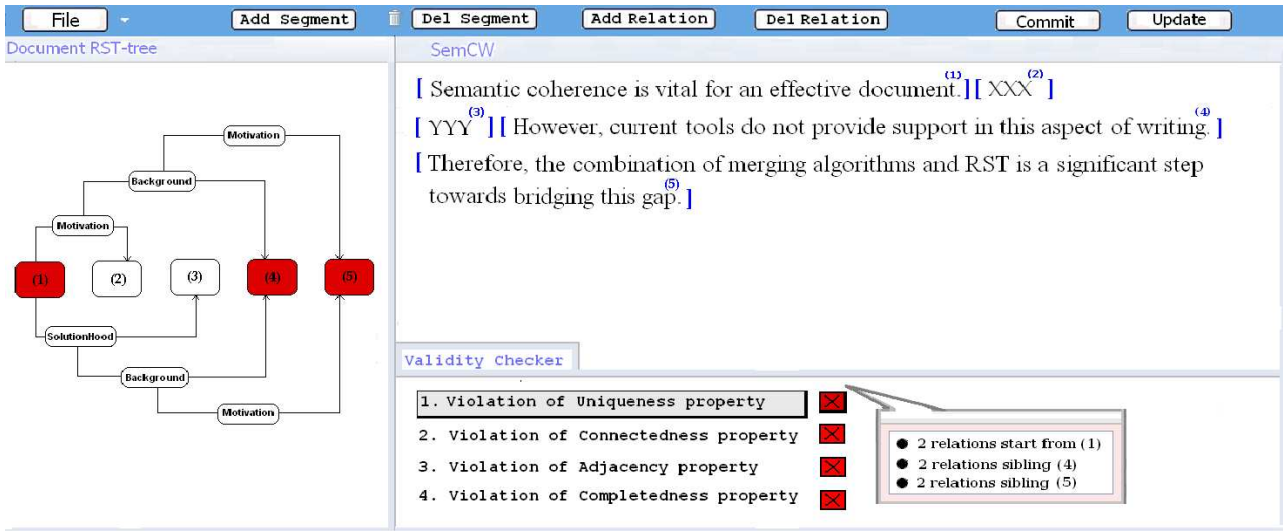 File Add Segment Del Segment Add Relation Del Relation Commit Update
Document RST-tree
Motivation
Background
Motivation
(1) (2) (3) (4) (5)
SolutionHood
Background
Motivation
SemCW
[ Semantic coherence is vital for an effective document.(1)] [ XXX(2) ]
[ YYY(3) ] [ However, current tools do not provide support in this aspect of writing.(4) ]
[ Therefore, the combination of merging algorithms and RST is a significant step
towards bridging this gap.(5) ]
Validity Checker
1. Violation of Uniqueness property
2. Violation of Connectedness property
3. Violation of Adjacency property
4. Violation of Completedness property
● 2 relations start from (1)
● 2 relations sibling (4)
● 2 relations sibling (5)